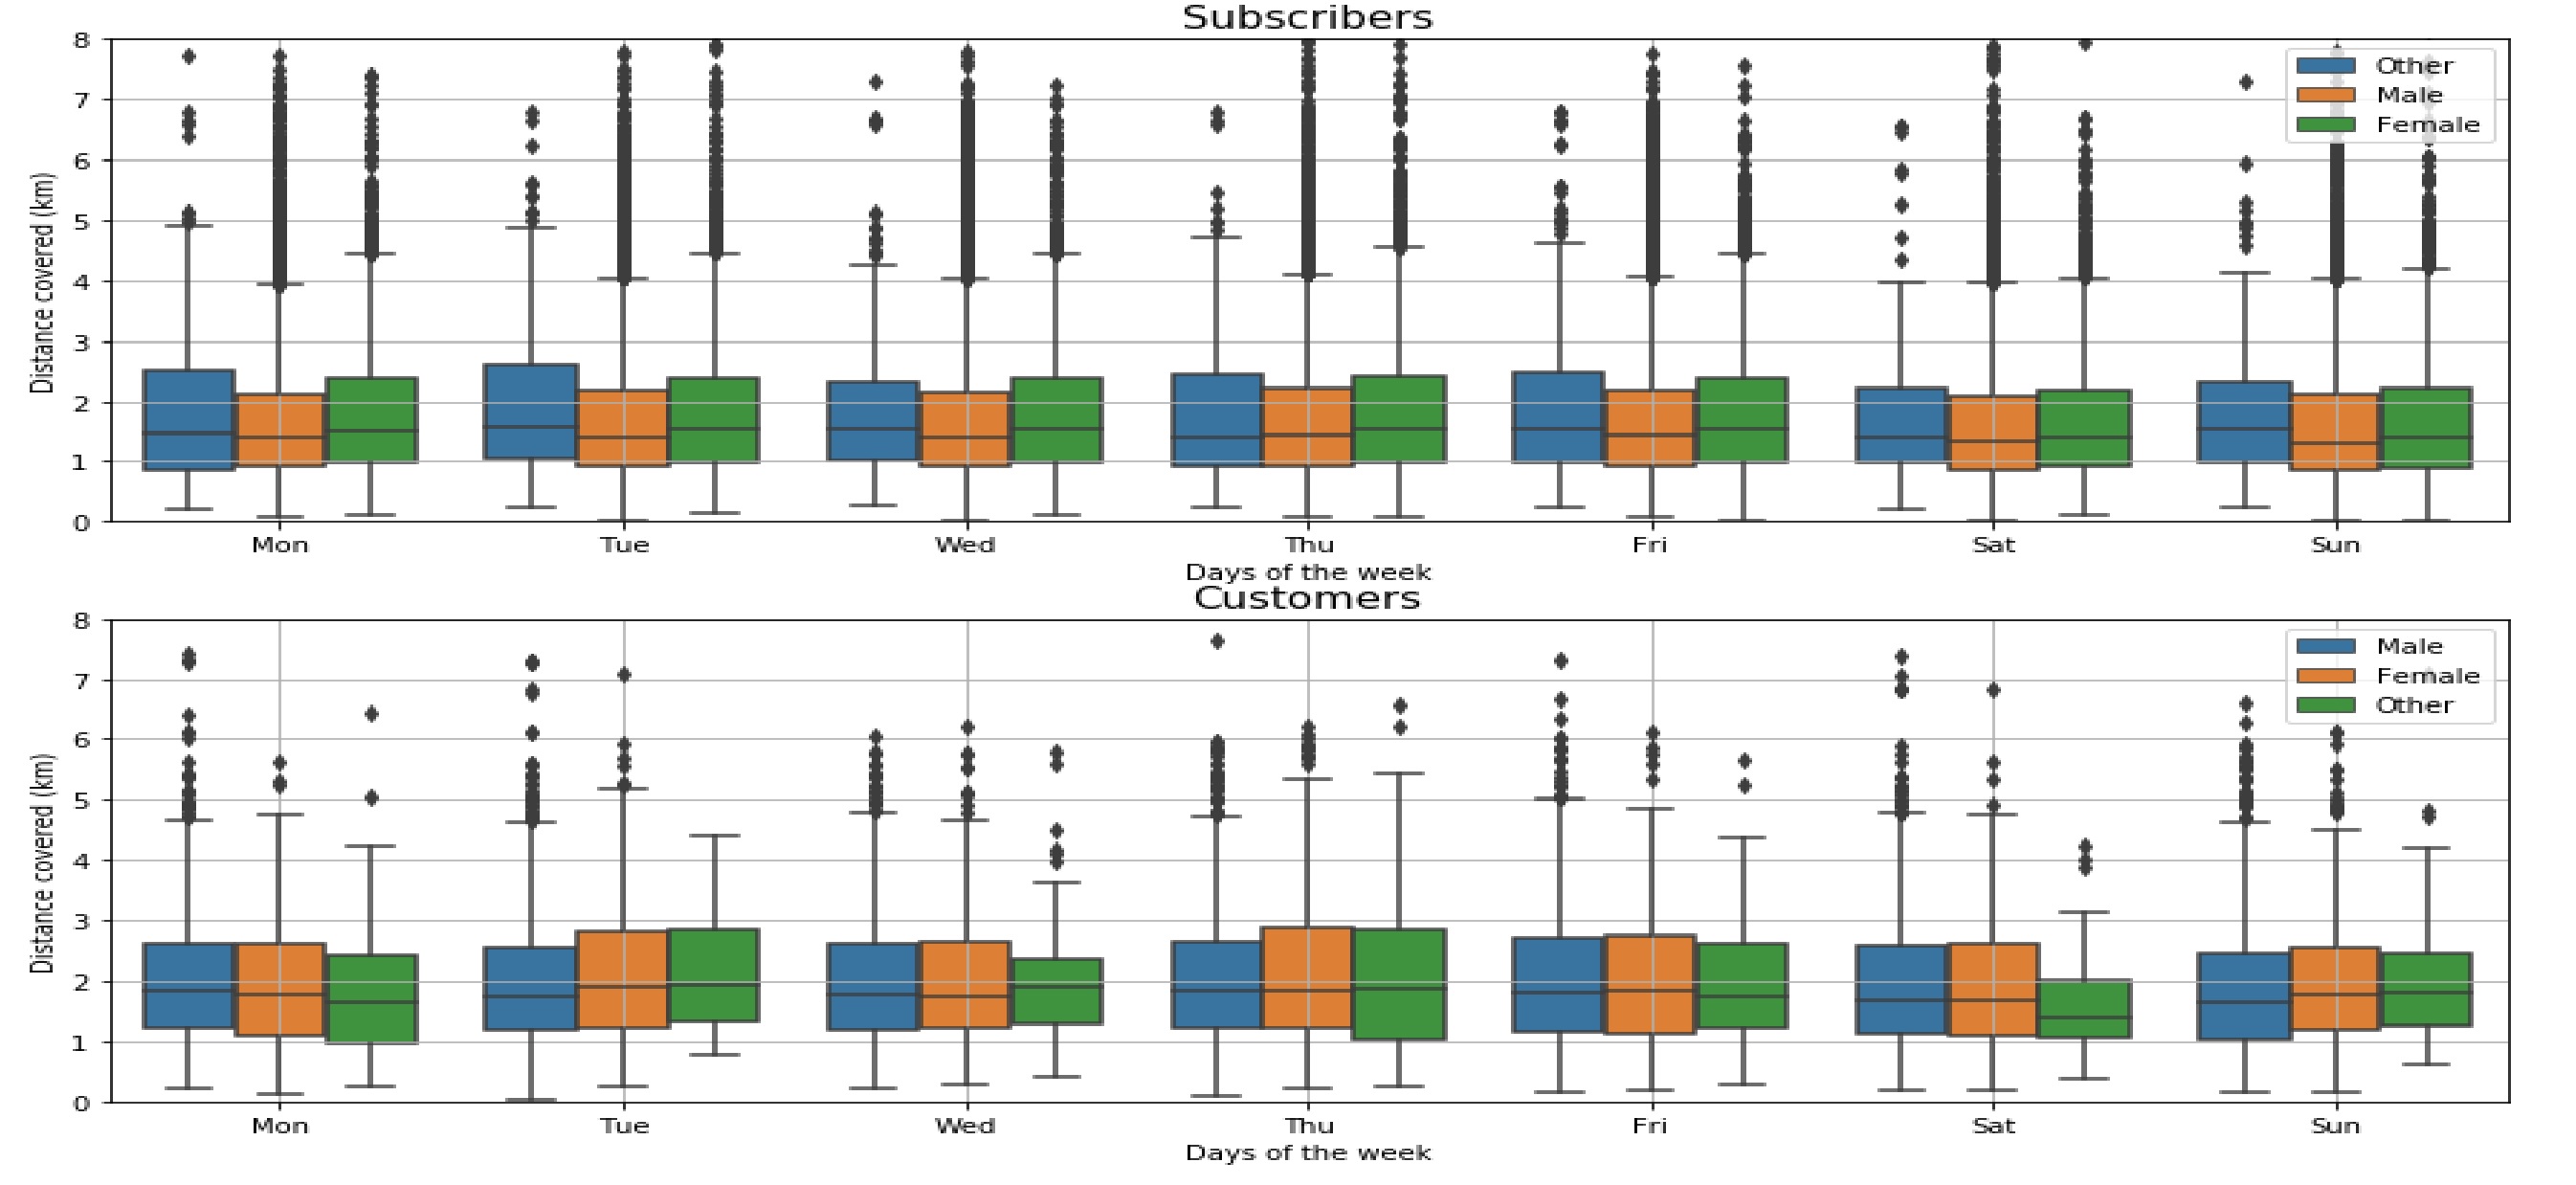 Subscribers
Distance covered (km)
8
7
6
5
4
3
2
1
0
Other
Male
Female
Mon Tue Wed Thu Fri Sat Sun
Days of the week
Customers
Distance covered (km)
8
7
6
5
4
3
2
1
0
Male
Female
Other
Mon Tue Wed Thu Fri Sat Sun
Days of the week